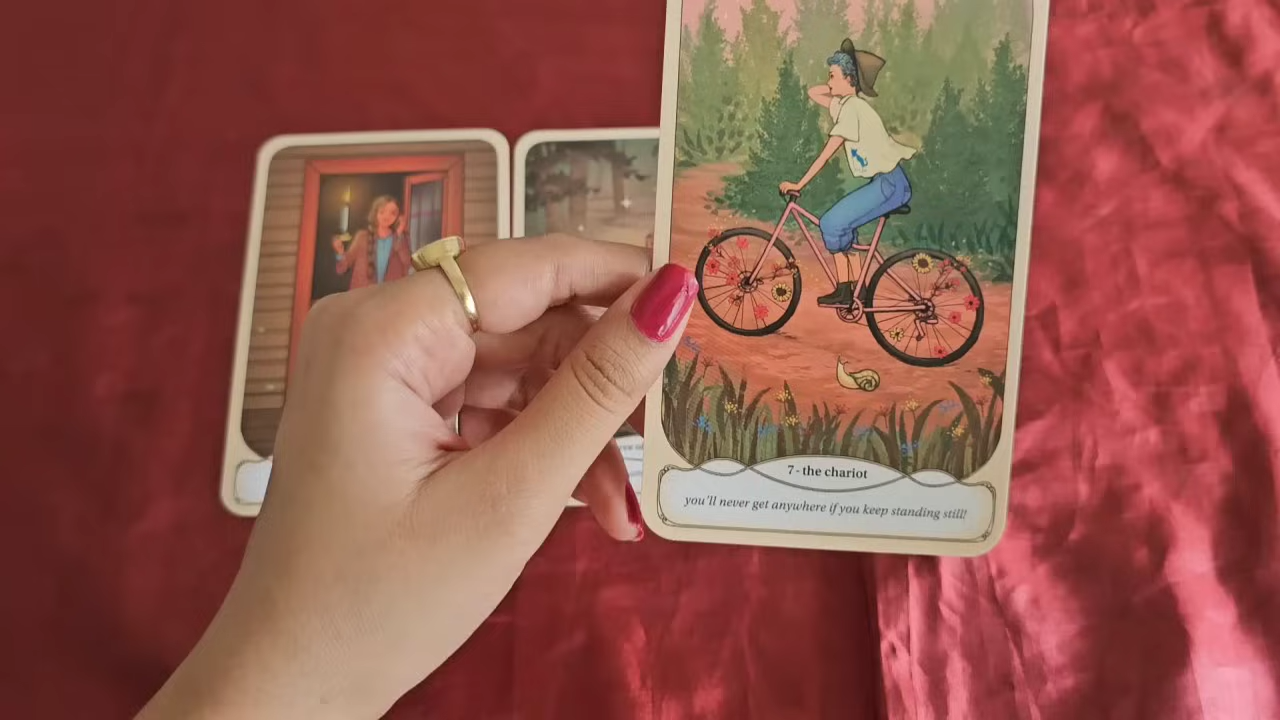 7 - the chariot
you'll never get anywhere if you keep standing still!